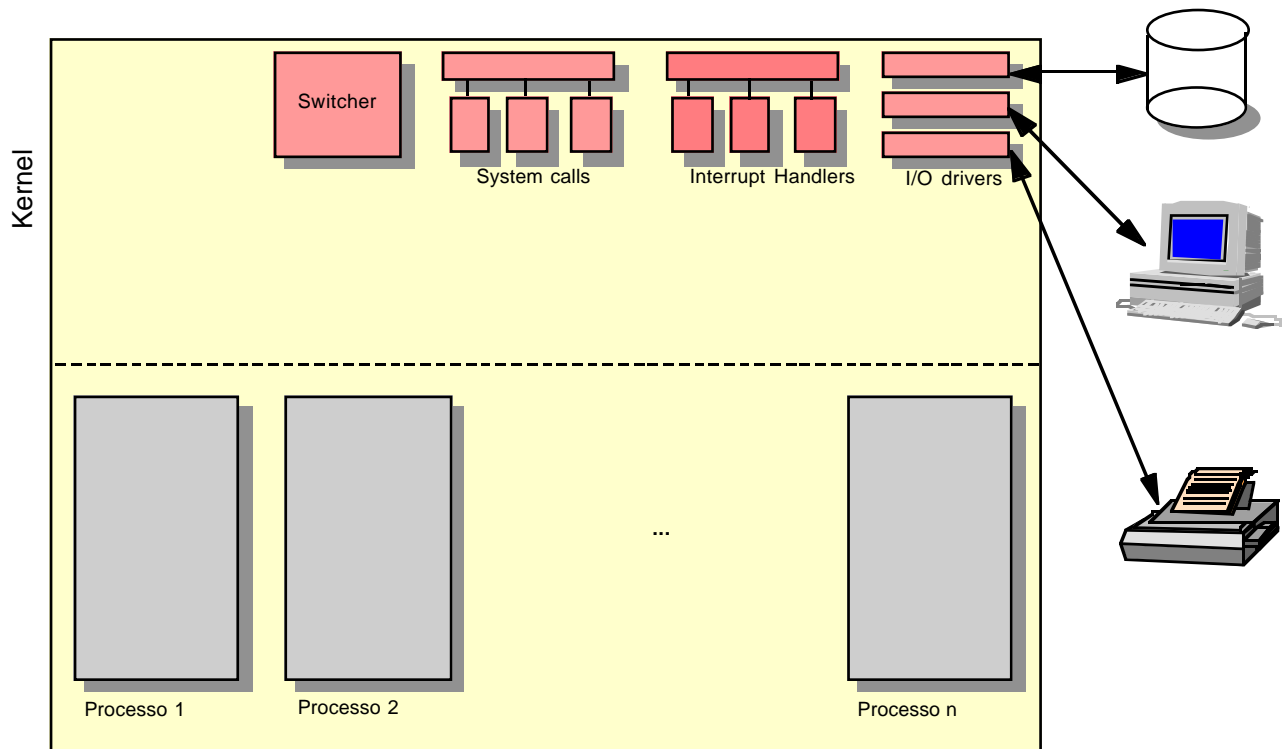 Kernel
Switcher
System calls
Interrupt Handlers
I/O drivers
...
Processo 1
Processo 2
Processo n